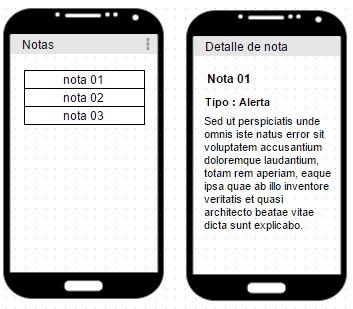 Notas
nota 01
nota 02
nota 03
Detalle de nota
Nota 01
Tipo : Alerta
Sed ut perspiciatis unde
omnis iste natus error sit
voluptatem accusantium
doloremque laudantium,
totam rem aperiam, eaque
ipsa quae ab illo inventore
veritatis et quasi
architecto beatae vitae
dicta sunt explicabo.